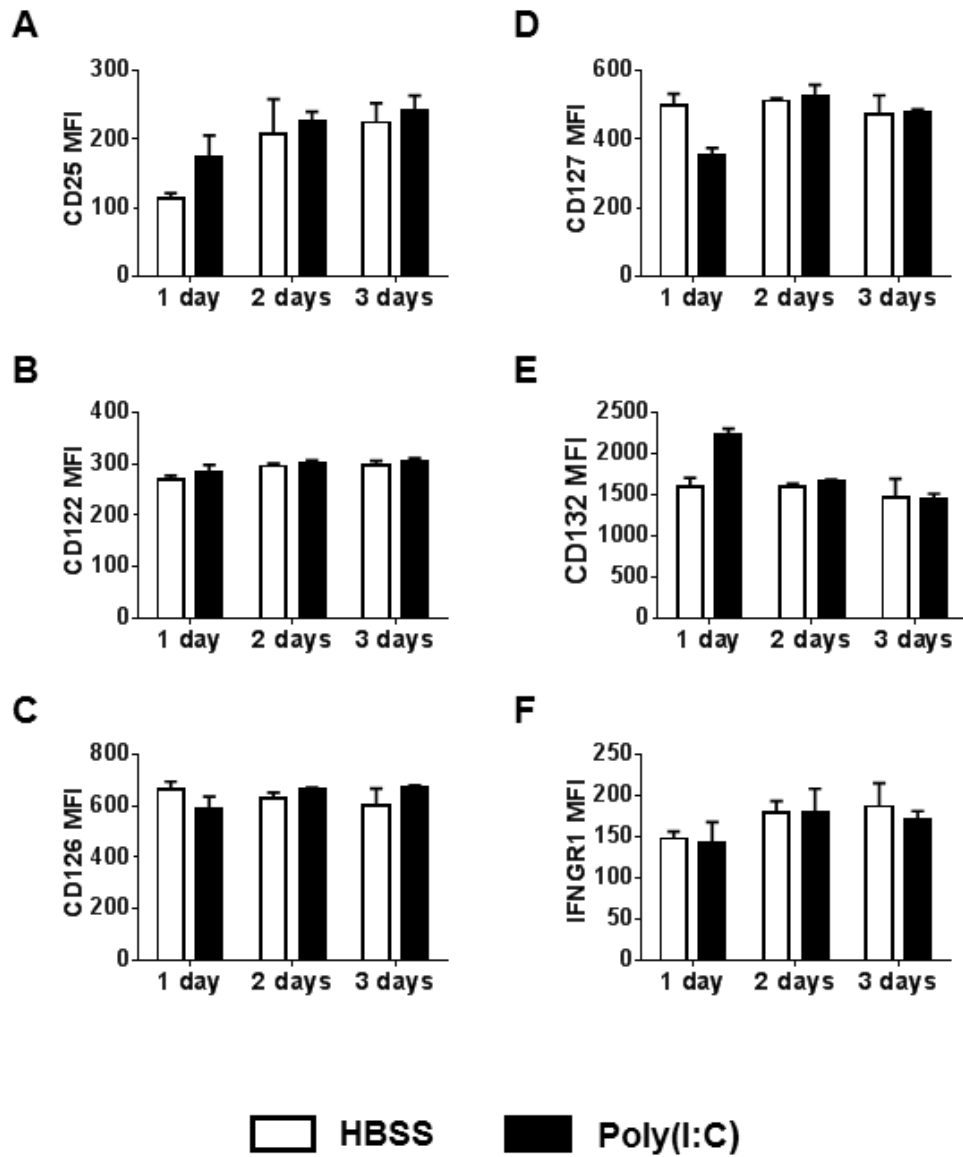 A
CD25 MFI
300
200
100
0
1 day 2 days 3 days
B
CD122 MFI
400
300
200
100
0
1 day 2 days 3 days
C
CD126 MFI
800
600
400
200
0
1 day 2 days 3 days
D
CD127 MFI
600
400
200
0
1 day 2 days 3 days
E
CD132 MFI
2500
2000
1500
1000
500
0
1 day 2 days 3 days
F
IFNGR1 MFI
250
200
150
100
50
0
1 day 2 days 3 days
HBSS Poly(I:C)